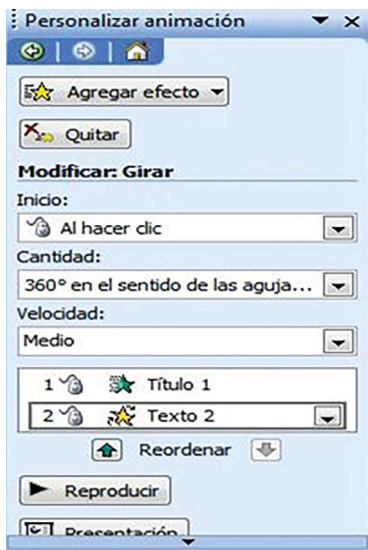 Personalizar animación
Agregar efecto
Quitar
Modificar: Girar
Inicio:
Al hacer clic
Cantidad:
360° en el sentido de las aguja...
Velocidad:
Medio
1 Título 1
2 Texto 2
Reordenar
Reproducir
Presentación